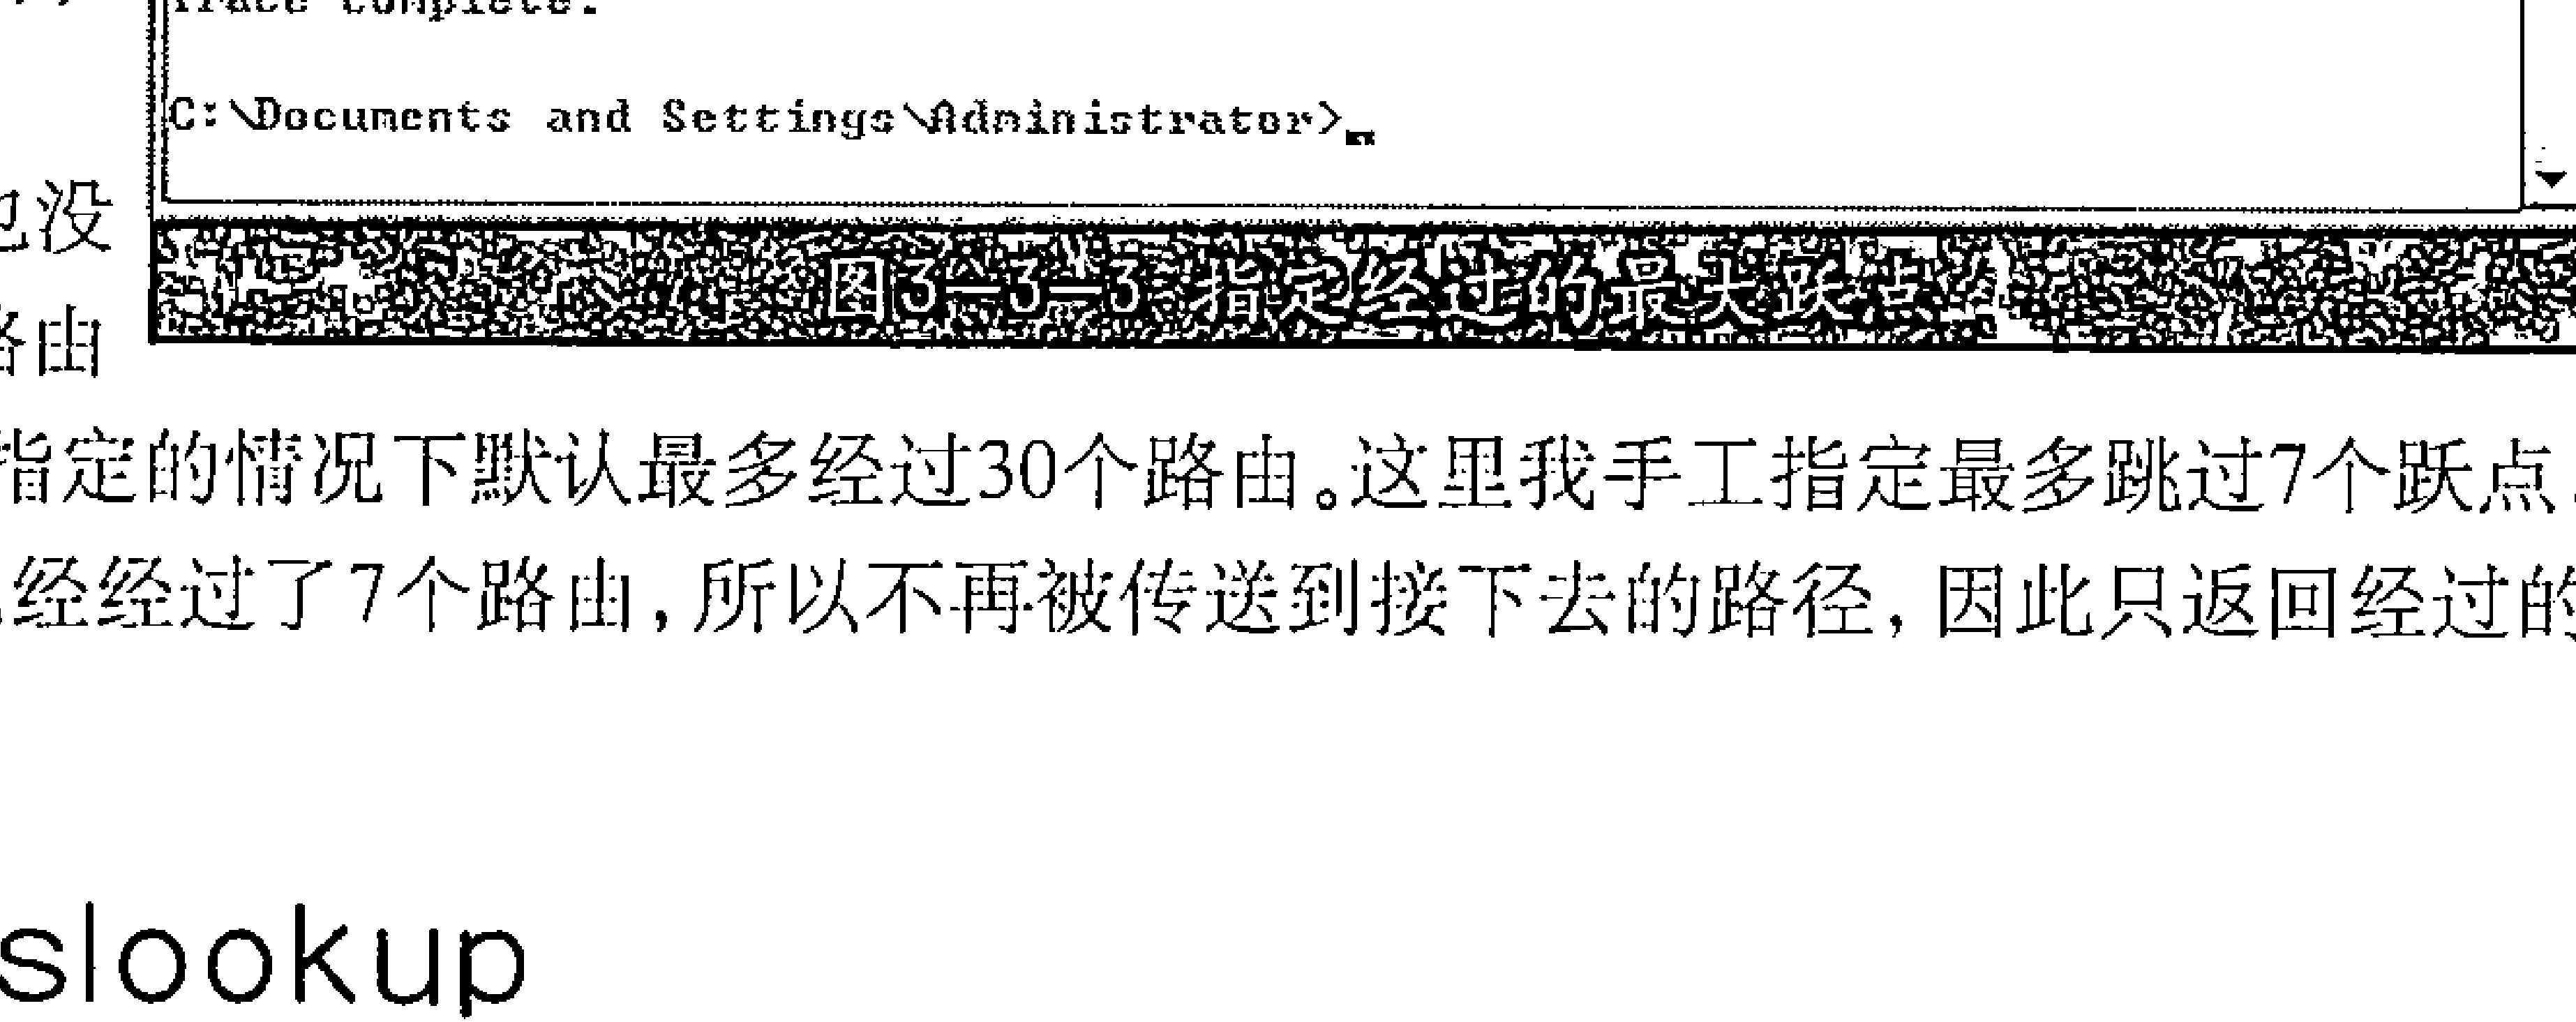 Trace complete.
C:\Documents and Settings\Administrator>
也没
图3-3-3 指定经过的最大跃点
路由
指定的情况下默认最多经过30个路由。这里我手工指定最多跳过7个跃点
经经过了7个路由,所以不再被传送到接下去的路径,因此只返回经过的
slookup